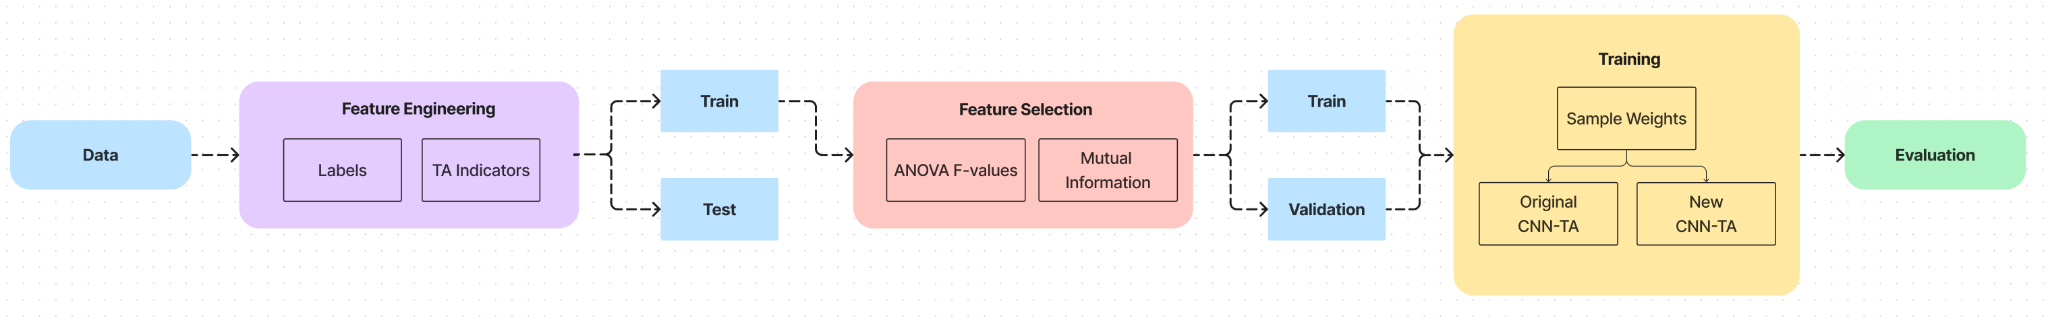 Data
Feature Engineering
Labels
TA Indicators
Train
Test
Feature Selection
ANOVA F-values
Mutual
Information
Train
Validation
Training
Sample Weights
Original
CNN-TA
New
CNN-TA
Evaluation